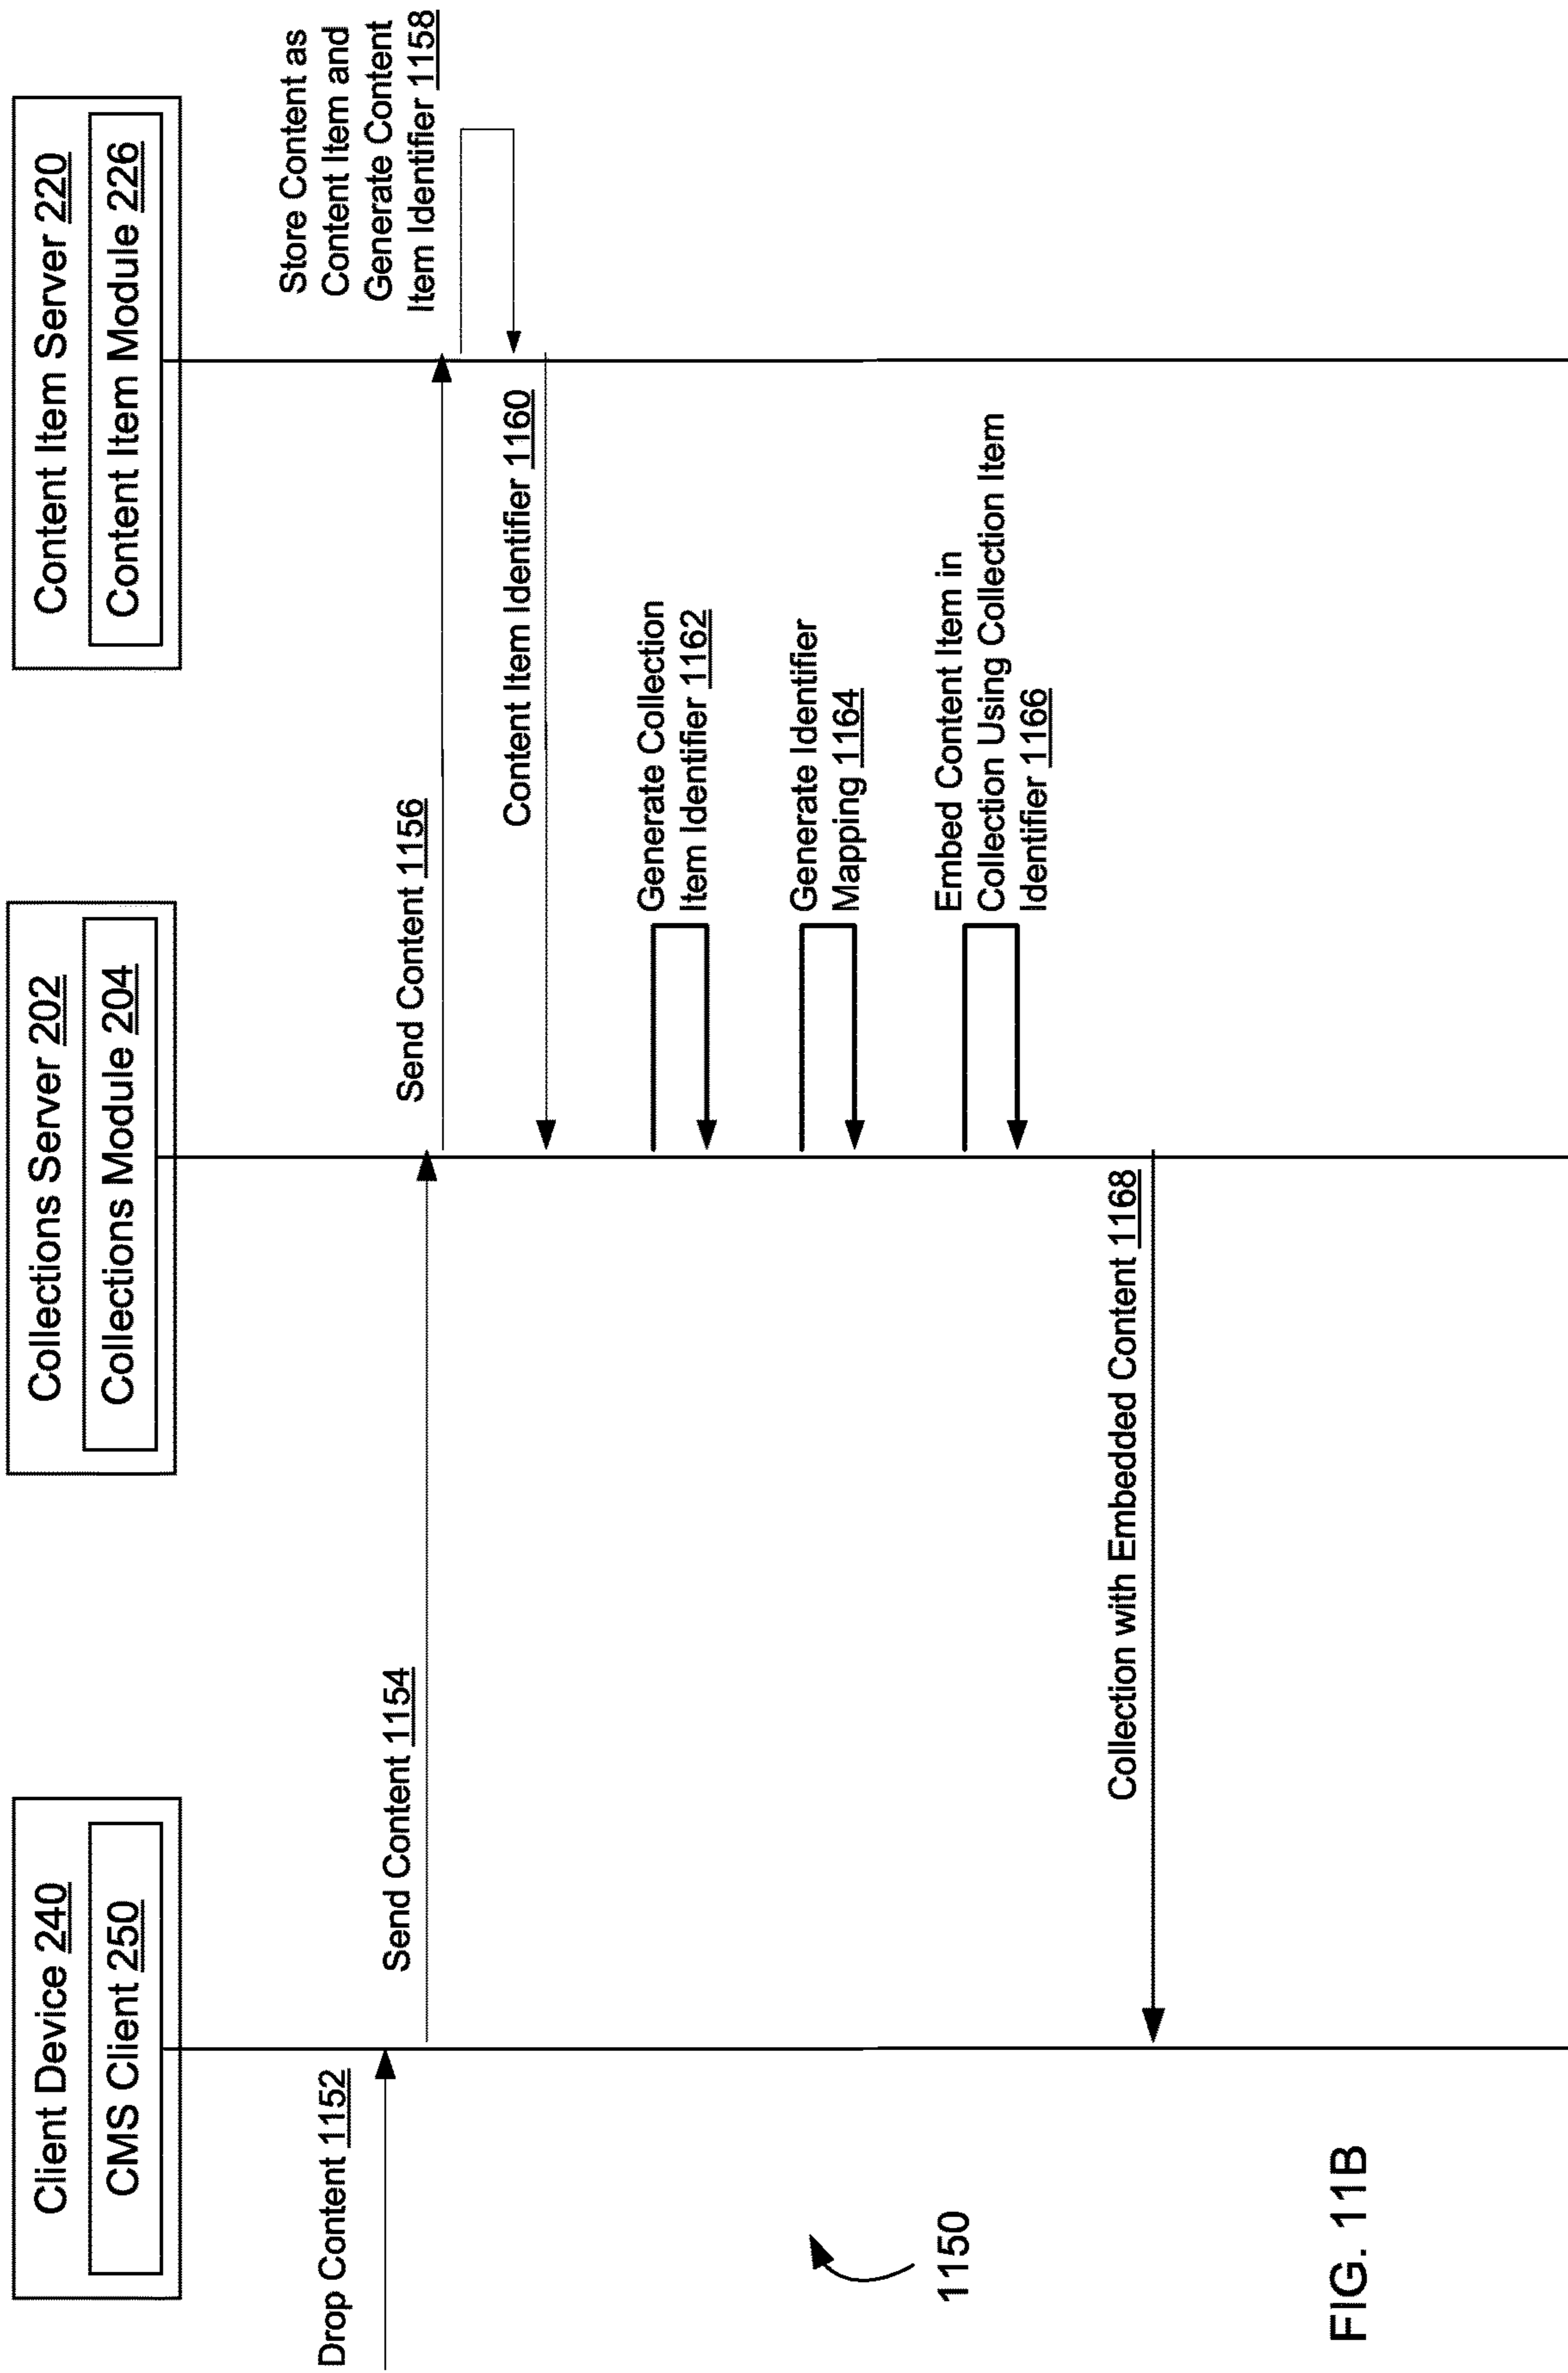 Client Device 240
CMS Client 250
Collections Server 202
Collections Module 204
Content Item Server 220
Content Item Module 226
Drop Content 1152
Send Content 1154
Send Content 1156
Store Content as
Content Item and
Generate Content
Item Identifier 1158
Content Item Identifier 1160
Generate Collection
Item Identifier 1162
Generate Identifier
Mapping 1164
Embed Content Item in
Collection Using Collection Item
Identifier 1166
Collection with Embedded Content 1168
1150
FIG. 11B